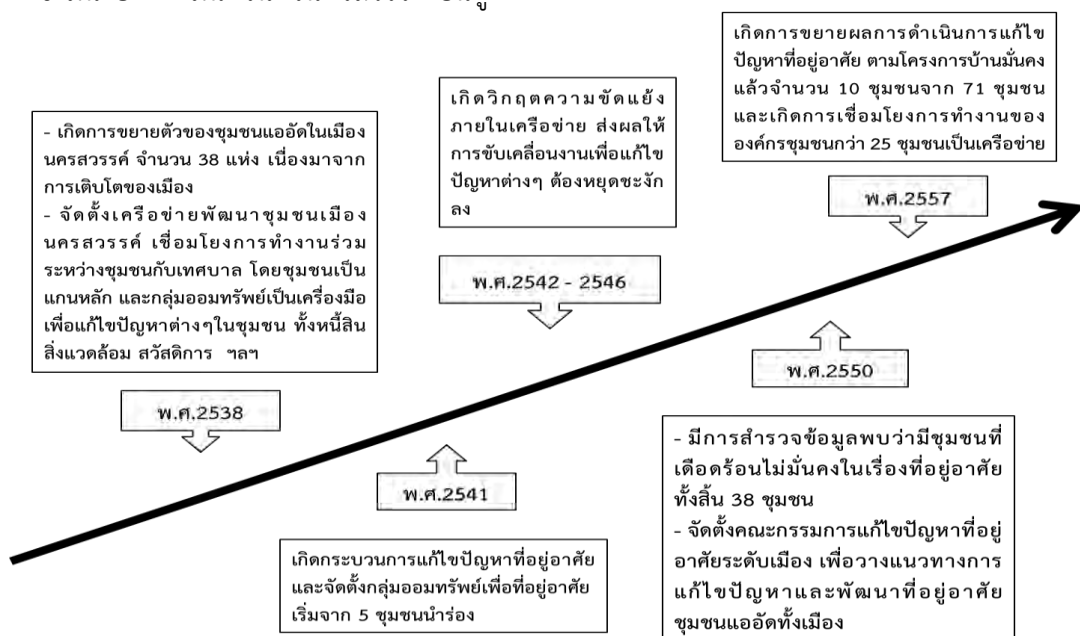 - เกิดการขยายตัวของชุมชนแออัดในเมือง
นครสวรรค์ จำนวน 38 แห่ง เนื่องมาจาก
การเติบโตของเมือง
- จัดตั้งเครือข่ายพัฒนาชุมชนเมือง
นครสวรรค์ เชื่อมโยงการทำงานร่วม
ระหว่างชุมชนกับเทศบาล โดยชุมชนเป็น
แกนหลัก และกลุ่มออมทรัพย์เป็นเครื่องมือ
เพื่อแก้ไขปัญหาต่างๆในชุมชน ทั้งหนี้สิน
สิ่งแวดล้อม สวัสดิการ ฯลฯ
พ.ศ.2538
เกิดกระบวนการแก้ไขปัญหาที่อยู่อาศัย
และจัดตั้งกลุ่มออมทรัพย์เพื่อที่อยู่อาศัย
เริ่มจาก 5 ชุมชนนำร่อง
พ.ศ.2541
เกิดวิกฤตความขัดแย้ง
ภายในเครือข่าย ส่งผลให้
การขับเคลื่อนงานเพื่อแก้ไข
ปัญหาต่างๆ ต้องหยุดชะงัก
ลง
พ.ศ.2542 - 2546
พ.ศ.2550
- มีการสำรวจข้อมูลพบว่ามีชุมชนที่
เดือดร้อนไม่มั่นคงในเรื่องที่อยู่อาศัย
ทั้งสิ้น 38 ชุมชน
- จัดตั้งคณะกรรมการแก้ไขปัญหาที่อยู่
อาศัยระดับเมือง เพื่อวางแนวทางการ
แก้ไขปัญหาและพัฒนาที่อยู่อาศัย
ชุมชนแออัดทั้งเมือง
เกิดการขยายผลการดำเนินการแก้ไข
ปัญหาที่อยู่อาศัย ตามโครงการบ้านมั่นคง
แล้วจำนวน 10 ชุมชนจาก 71 ชุมชน
และเกิดการเชื่อมโยงการทำงานของ
องค์กรชุมชนกว่า 25 ชุมชนเป็นเครือข่าย
พ.ศ.2557